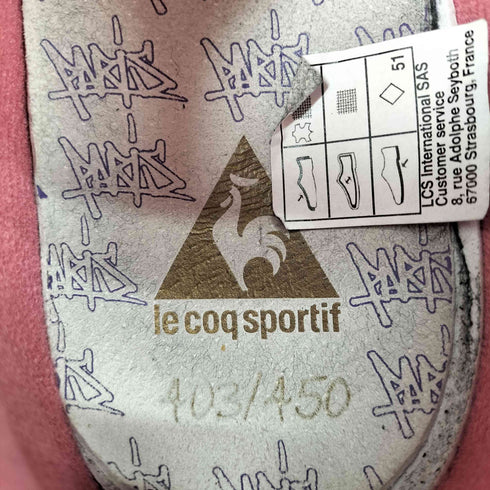 51
LCS International SAS
Customer service
8, rue Adolphe Seyboth
67000 Strasbourg, France
le coq sportif
403/450